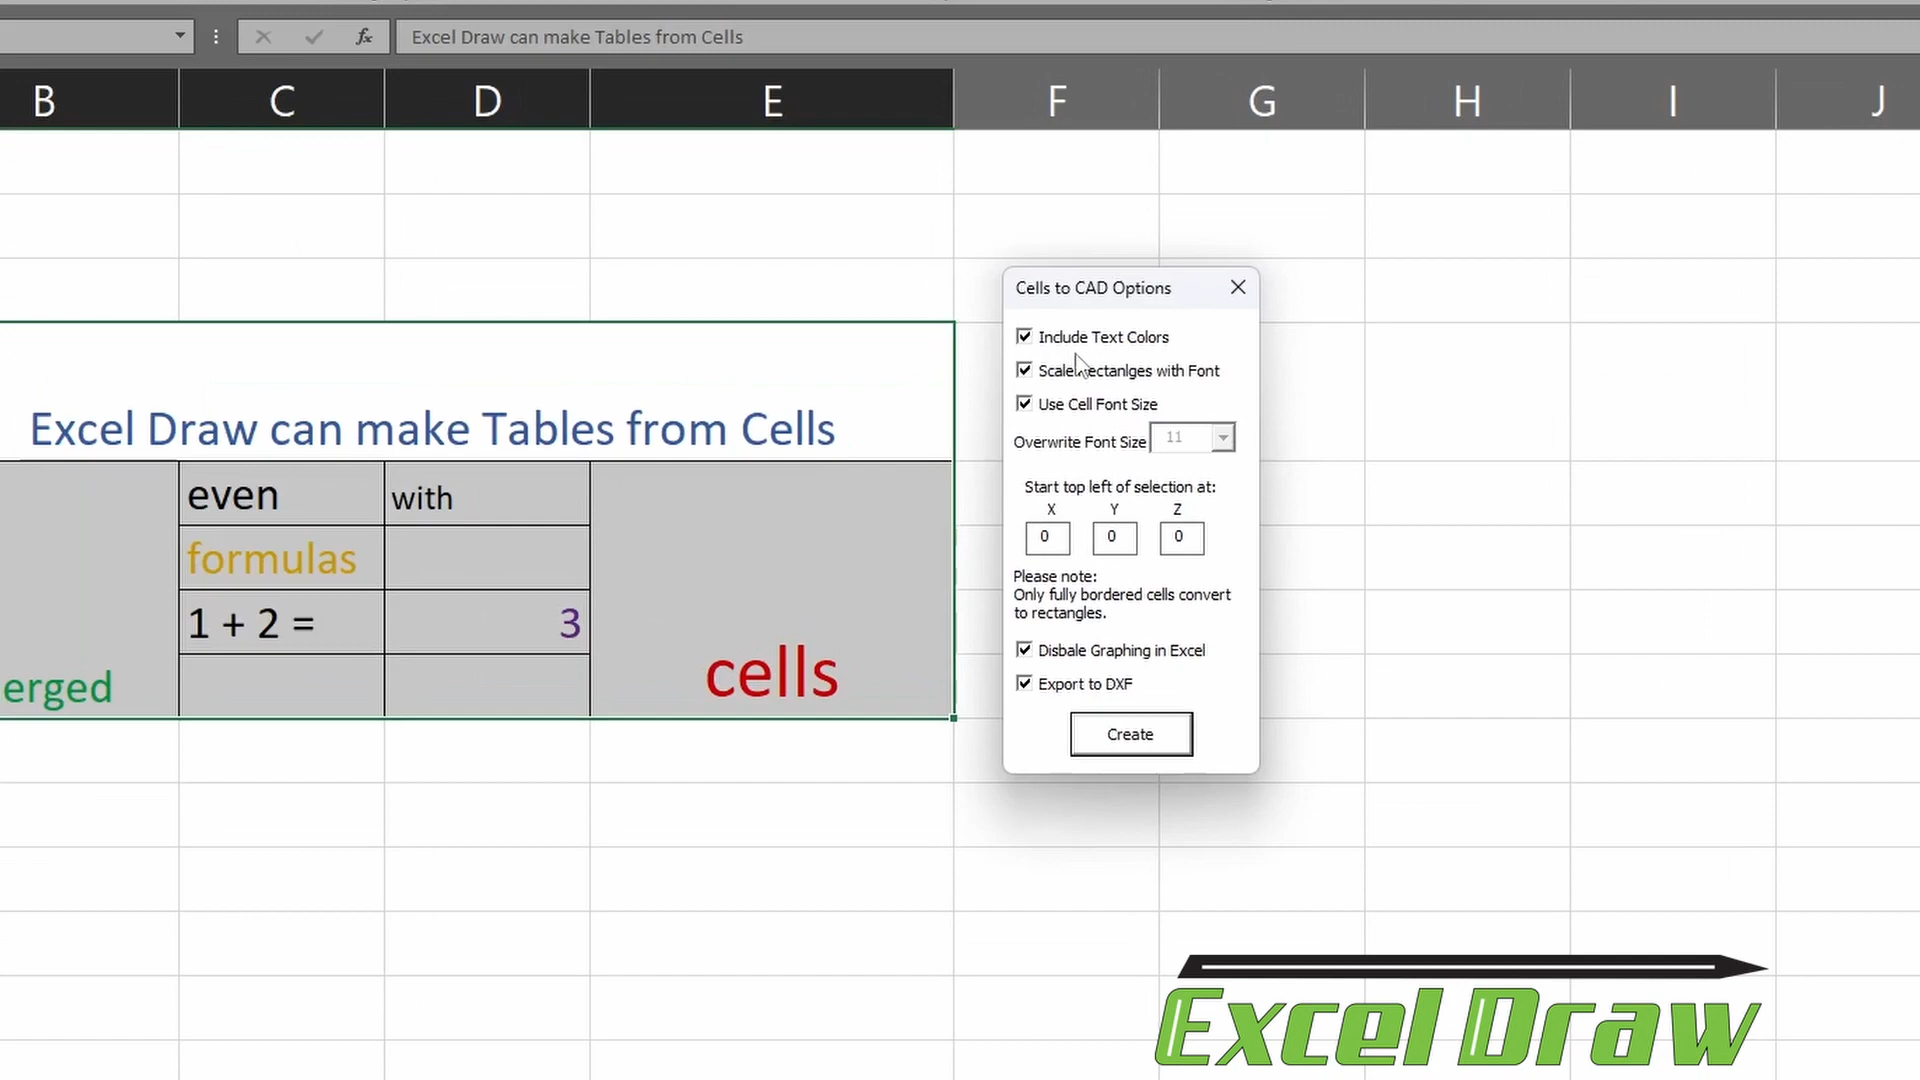 fx Excel Draw can make Tables from Cells
B C D E F G H I J
Excel Draw can make Tables from Cells
even with
formulas
1 + 2 = 3
erged
cells
Cells to CAD Options
Include Text Colors
Scale Rectanlges with Font
Use Cell Font Size
Overwrite Font Size 11
Start top left of selection at:
X Y Z
0 0 0
Please note:
Only fully bordered cells convert
to rectangles.
Disbale Graphing in Excel
Export to DXF
Create
Excel Draw